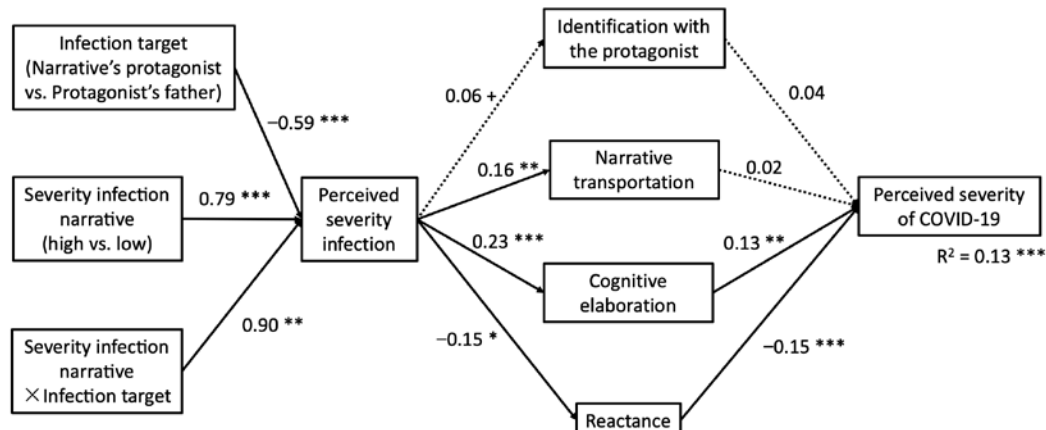 Infection target
(Narrative's protagonist
vs. Protagonist's father)
−0.59 ***
Severity infection
narrative
(high vs. low)
0.79 ***
Severity infection
narrative
×Infection target
0.90 **
Perceived
severity
infection
0.06 +
0.16 **
0.23 ***
−0.15 *
Identification with
the protagonist
Narrative
transportation
Cognitive
elaboration
Reactance
0.04
0.02
0.13 **
−0.15 ***
Perceived severity
of COVID-19
R² = 0.13 ***